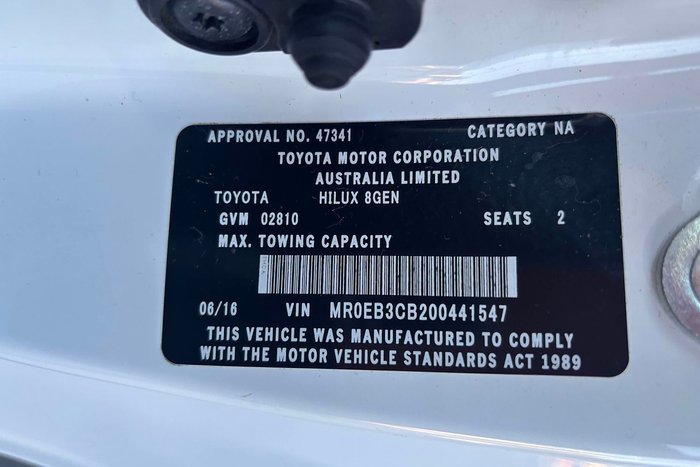 APPROVAL NO. 47341 CATEGORY NA
TOYOTA MOTOR CORPORATION
AUSTRALIA LIMITED
TOYOTA HILUX 8GEN
GVM 02810 SEATS 2
MAX. TOWING CAPACITY
06/16 VIN MR0EB3CB200441547
THIS VEHICLE WAS MANUFACTURED TO COMPLY
WITH THE MOTOR VEHICLE STANDARDS ACT 1989